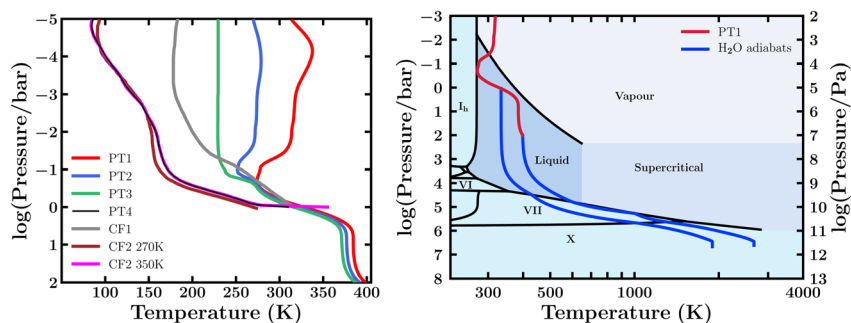 log(Pressure/bar)
-5
-4
-3
-2
-1
0
1
2
PT1
PT2
PT3
PT4
CF1
CF2 270K
CF2 350K
100 150 200 250 300 350 400
Temperature (K)
log(Pressure/bar)
-3
-2
-1
0
1
2
3
4
5
6
7
8
PT1
H₂O adiabats
Vapour
I_h
Liquid
Supercritical
VI
VII
X
300 500 1000 4000
Temperature (K)
2
3
4
5
6
7
8
9
10
11
12
13
log(Pressure/Pa)